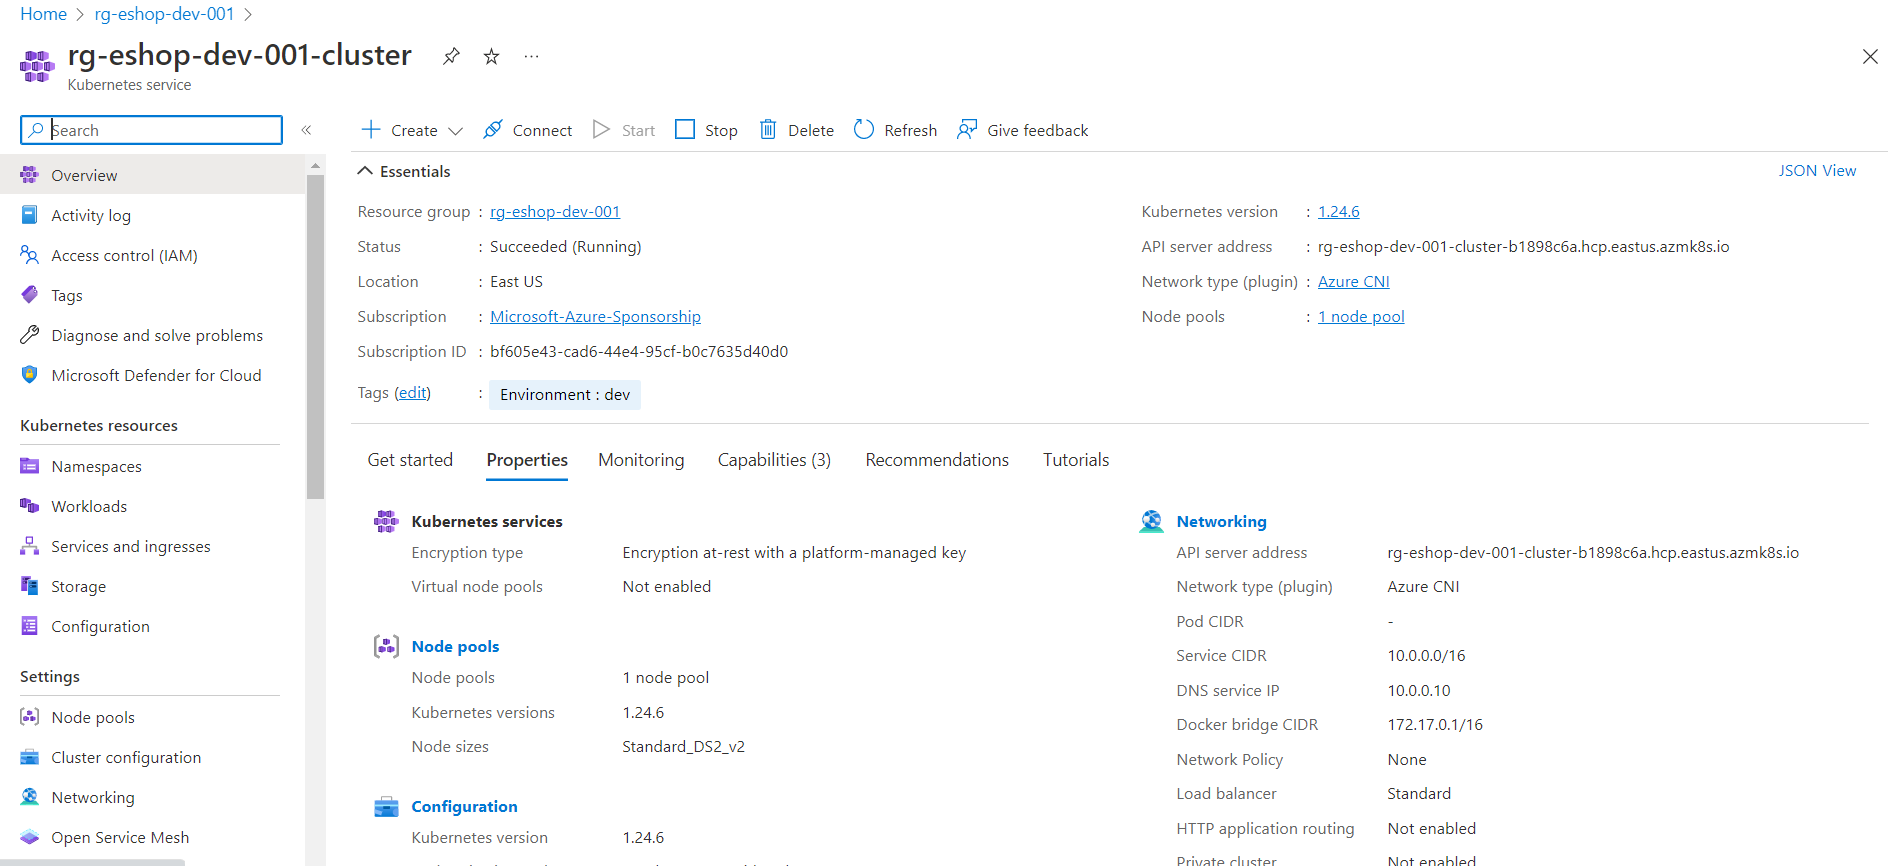 Home > rg-eshop-dev-001 >
rg-eshop-dev-001-cluster ...
Kubernetes service
Search «
Overview
Activity log
Access control (IAM)
Tags
Diagnose and solve problems
Microsoft Defender for Cloud
Kubernetes resources
Namespaces
Workloads
Services and ingresses
Storage
Configuration
Settings
Node pools
Cluster configuration
Networking
Open Service Mesh
Create Connect Start Stop Delete Refresh Give feedback
Essentials JSON View
Resource group : rg-eshop-dev-001
Status : Succeeded (Running)
Location : East US
Subscription : Microsoft-Azure-Sponsorship
Subscription ID : bf605e43-cad6-44e4-95cf-b0c7635d40d0
Tags (edit) : Environment : dev
Kubernetes version : 1.24.6
API server address : rg-eshop-dev-001-cluster-b1898c6a.hcp.eastus.azmk8s.io
Network type (plugin) : Azure CNI
Node pools : 1 node pool
Get started Properties Monitoring Capabilities (3) Recommendations Tutorials
Kubernetes services
Encryption type Encryption at-rest with a platform-managed key
Virtual node pools Not enabled
Node pools
Node pools 1 node pool
Kubernetes versions 1.24.6
Node sizes Standard_DS2_v2
Configuration
Kubernetes version 1.24.6
Networking
API server address rg-eshop-dev-001-cluster-b1898c6a.hcp.eastus.azmk8s.io
Network type (plugin) Azure CNI
Pod CIDR -
Service CIDR 10.0.0.0/16
DNS service IP 10.0.0.10
Docker bridge CIDR 172.17.0.1/16
Network Policy None
Load balancer Standard
HTTP application routing Not enabled
Private cluster Not enabled